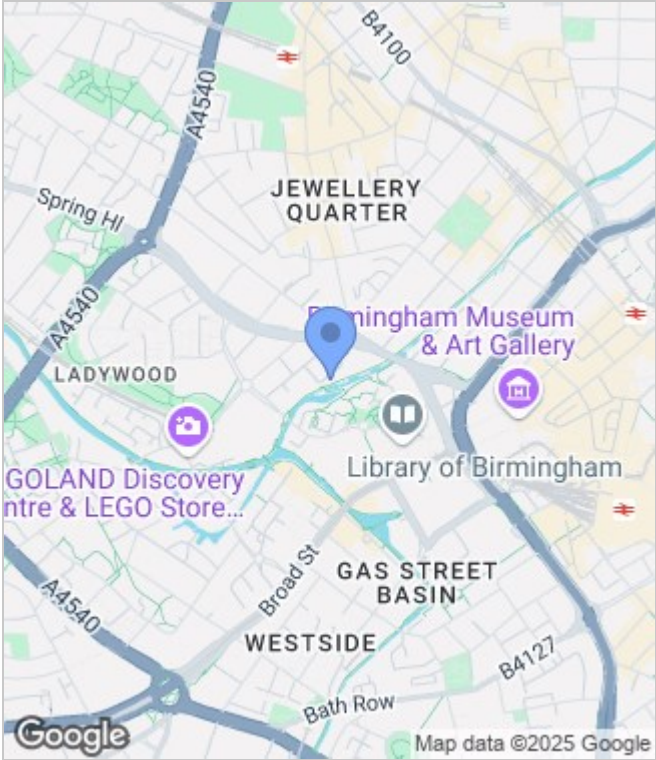 B4100
A4540
JEWELLERY
QUARTER
Spring Hl
A4540
Birmingham Museum
& Art Gallery
LADYWOOD
Library of Birmingham
GOLAND Discovery
ntre & LEGO Store...
Broad St
GAS STREET
BASIN
A4540
WESTSIDE
B4127
Bath Row
Google
Map data ©2025 Google